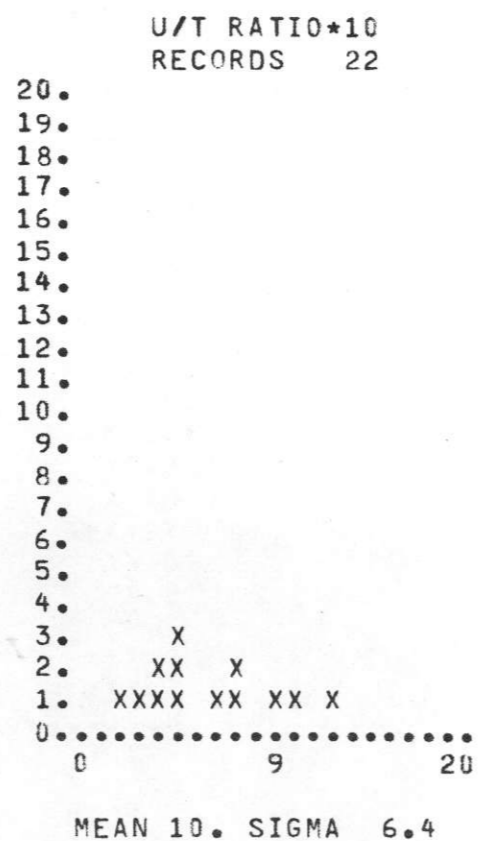 U/T RATIO*10
RECORDS   22
20.
19.
18.
17.
16.
15.
14.
13.
12.
11.
10.
9.
8.
7.
6.
5.
4.
3.     X
2.    XX  X
1.  XXXX XX XX X
0.....................
0         9        20
MEAN 10. SIGMA  6.4